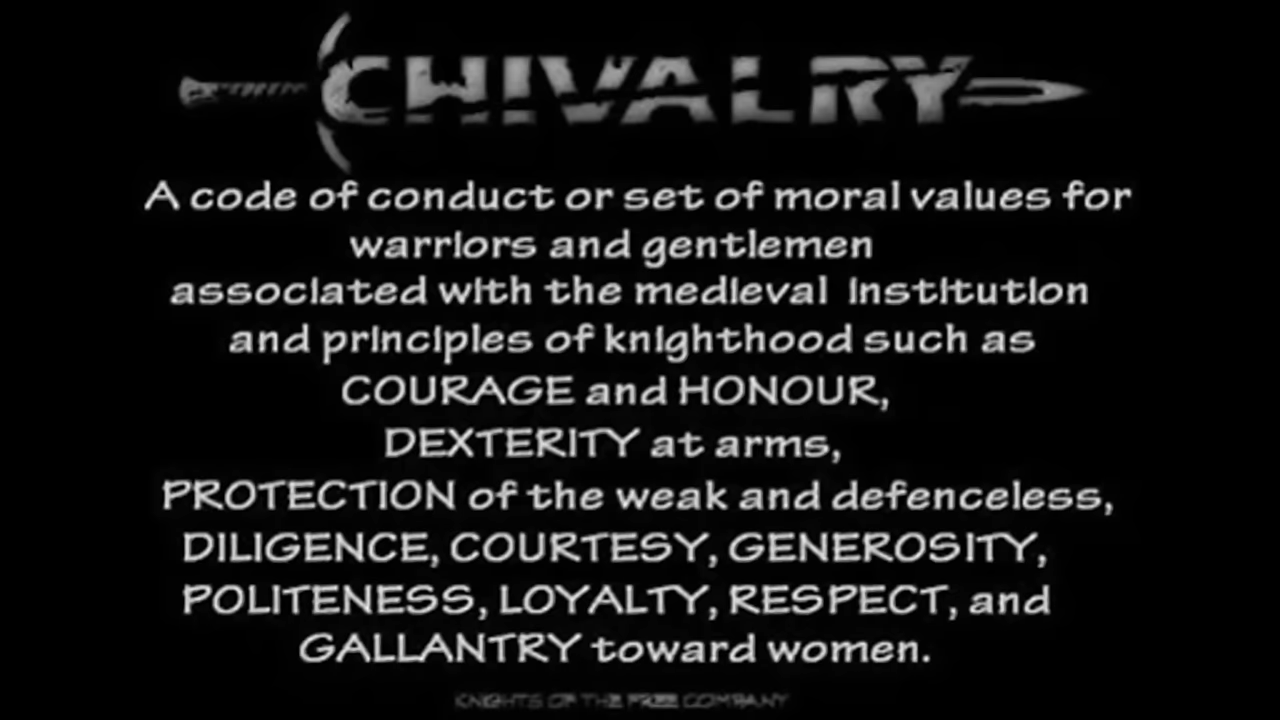 CHIVALRY
A code of conduct or set of moral values for
warriors and gentlemen
associated with the medieval institution
and principles of knighthood such as
COURAGE and HONOUR,
DEXTERITY at arms,
PROTECTION of the weak and defenceless,
DILIGENCE, COURTESY, GENEROSITY,
POLITENESS, LOYALTY, RESPECT, and
GALLANTRY toward women.
KNIGHTS OF THE FREE COMPANY